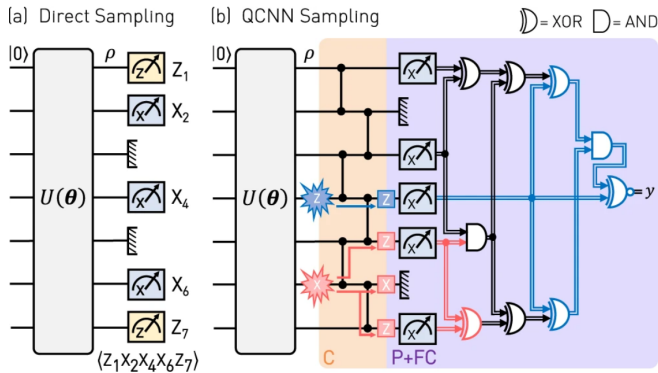 (a) Direct Sampling
(b) QCNN Sampling
=XOR
=AND
|0⟩
ρ
|0⟩
ρ
Z
Z₁
X
X
X₂
X
U(θ)
X
X₄
U(θ)
Z
Z
X
Z
X
X
X₆
X
X
Z
Z₇
Z
X
⟨Z₁X₂X₄X₆Z₇⟩
C
P+FC
=y